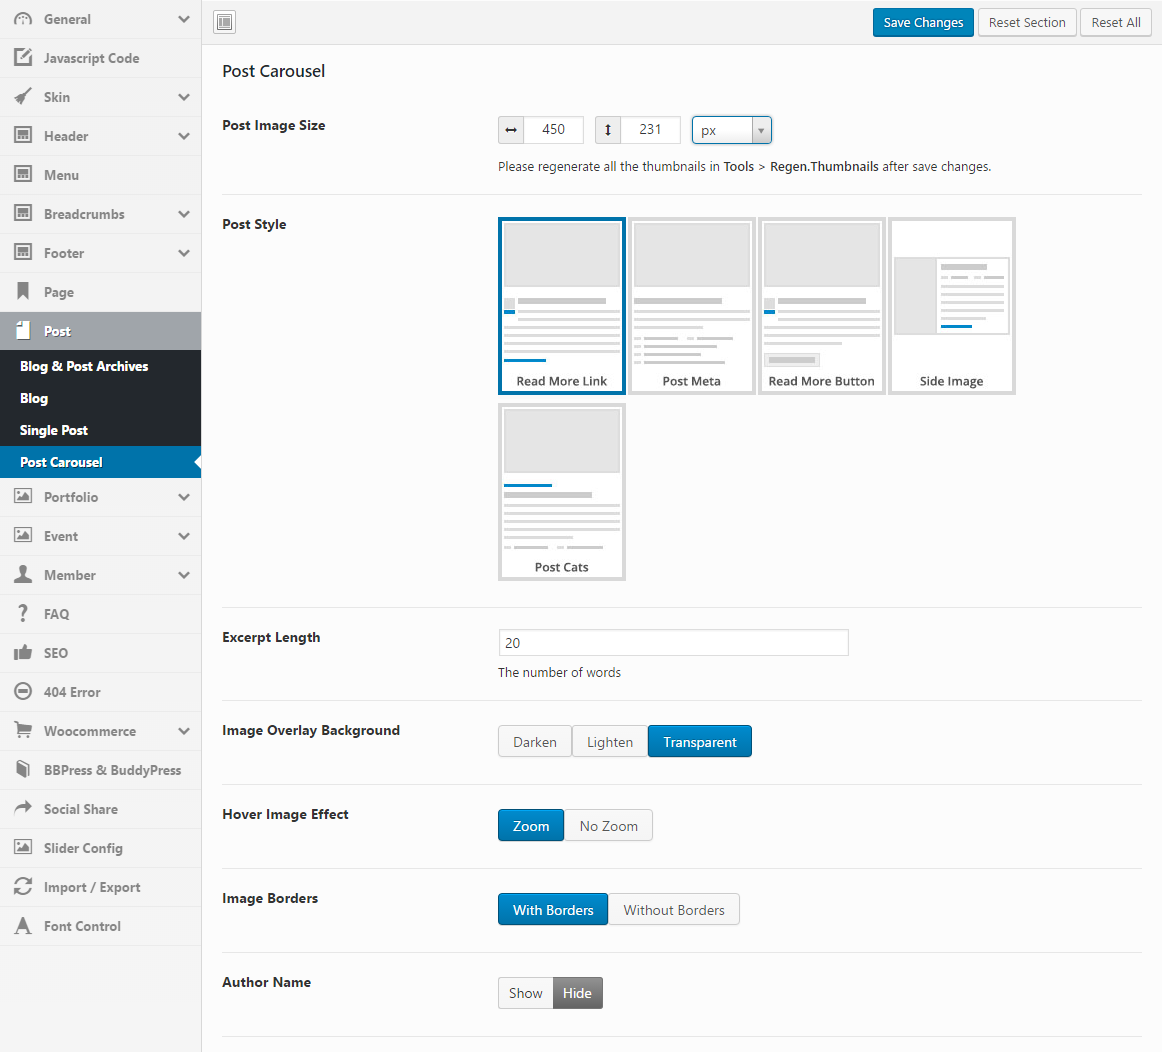 General
Javascript Code
Skin
Header
Menu
Breadcrumbs
Footer
Page
Post
Blog & Post Archives
Blog
Single Post
Post Carousel
Portfolio
Event
Member
FAQ
SEO
404 Error
Woocommerce
BBPress & BuddyPress
Social Share
Slider Config
Import / Export
Font Control
Save Changes Reset Section Reset All
Post Carousel
Post Image Size 450 231 px
Please regenerate all the thumbnails in Tools > Regen.Thumbnails after save changes.
Post Style
Read More Link Post Meta Read More Button Side Image
Post Cats
Excerpt Length 20
The number of words
Image Overlay Background Darken Lighten Transparent
Hover Image Effect Zoom No Zoom
Image Borders With Borders Without Borders
Author Name Show Hide